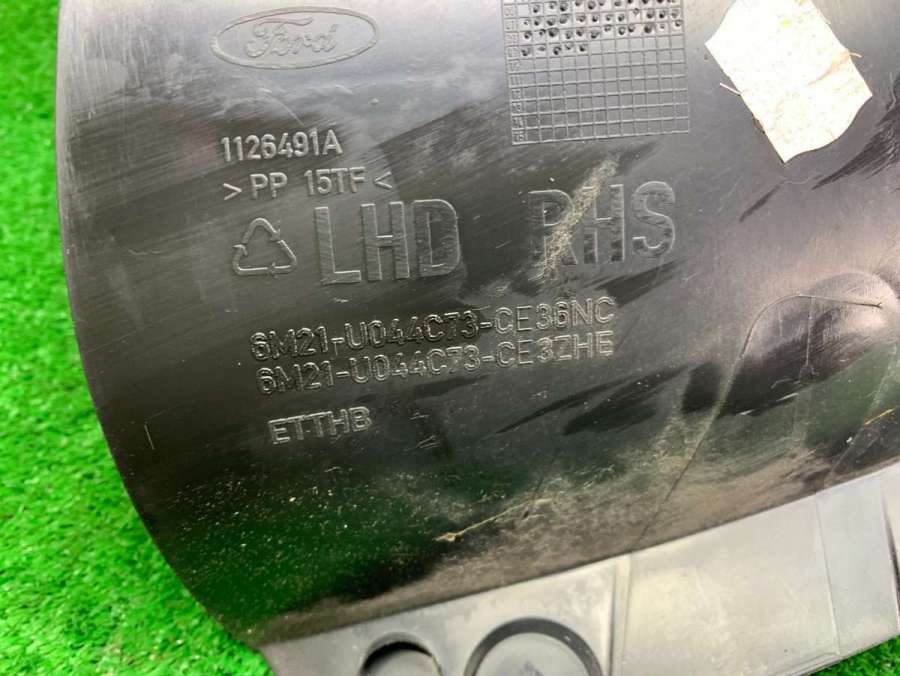 Ford
1126491A
> PP 15TF <
LHD RHS
6M21-U044C73-CE36NC
6M21-U044C73-CE3ZHE
ETTHB